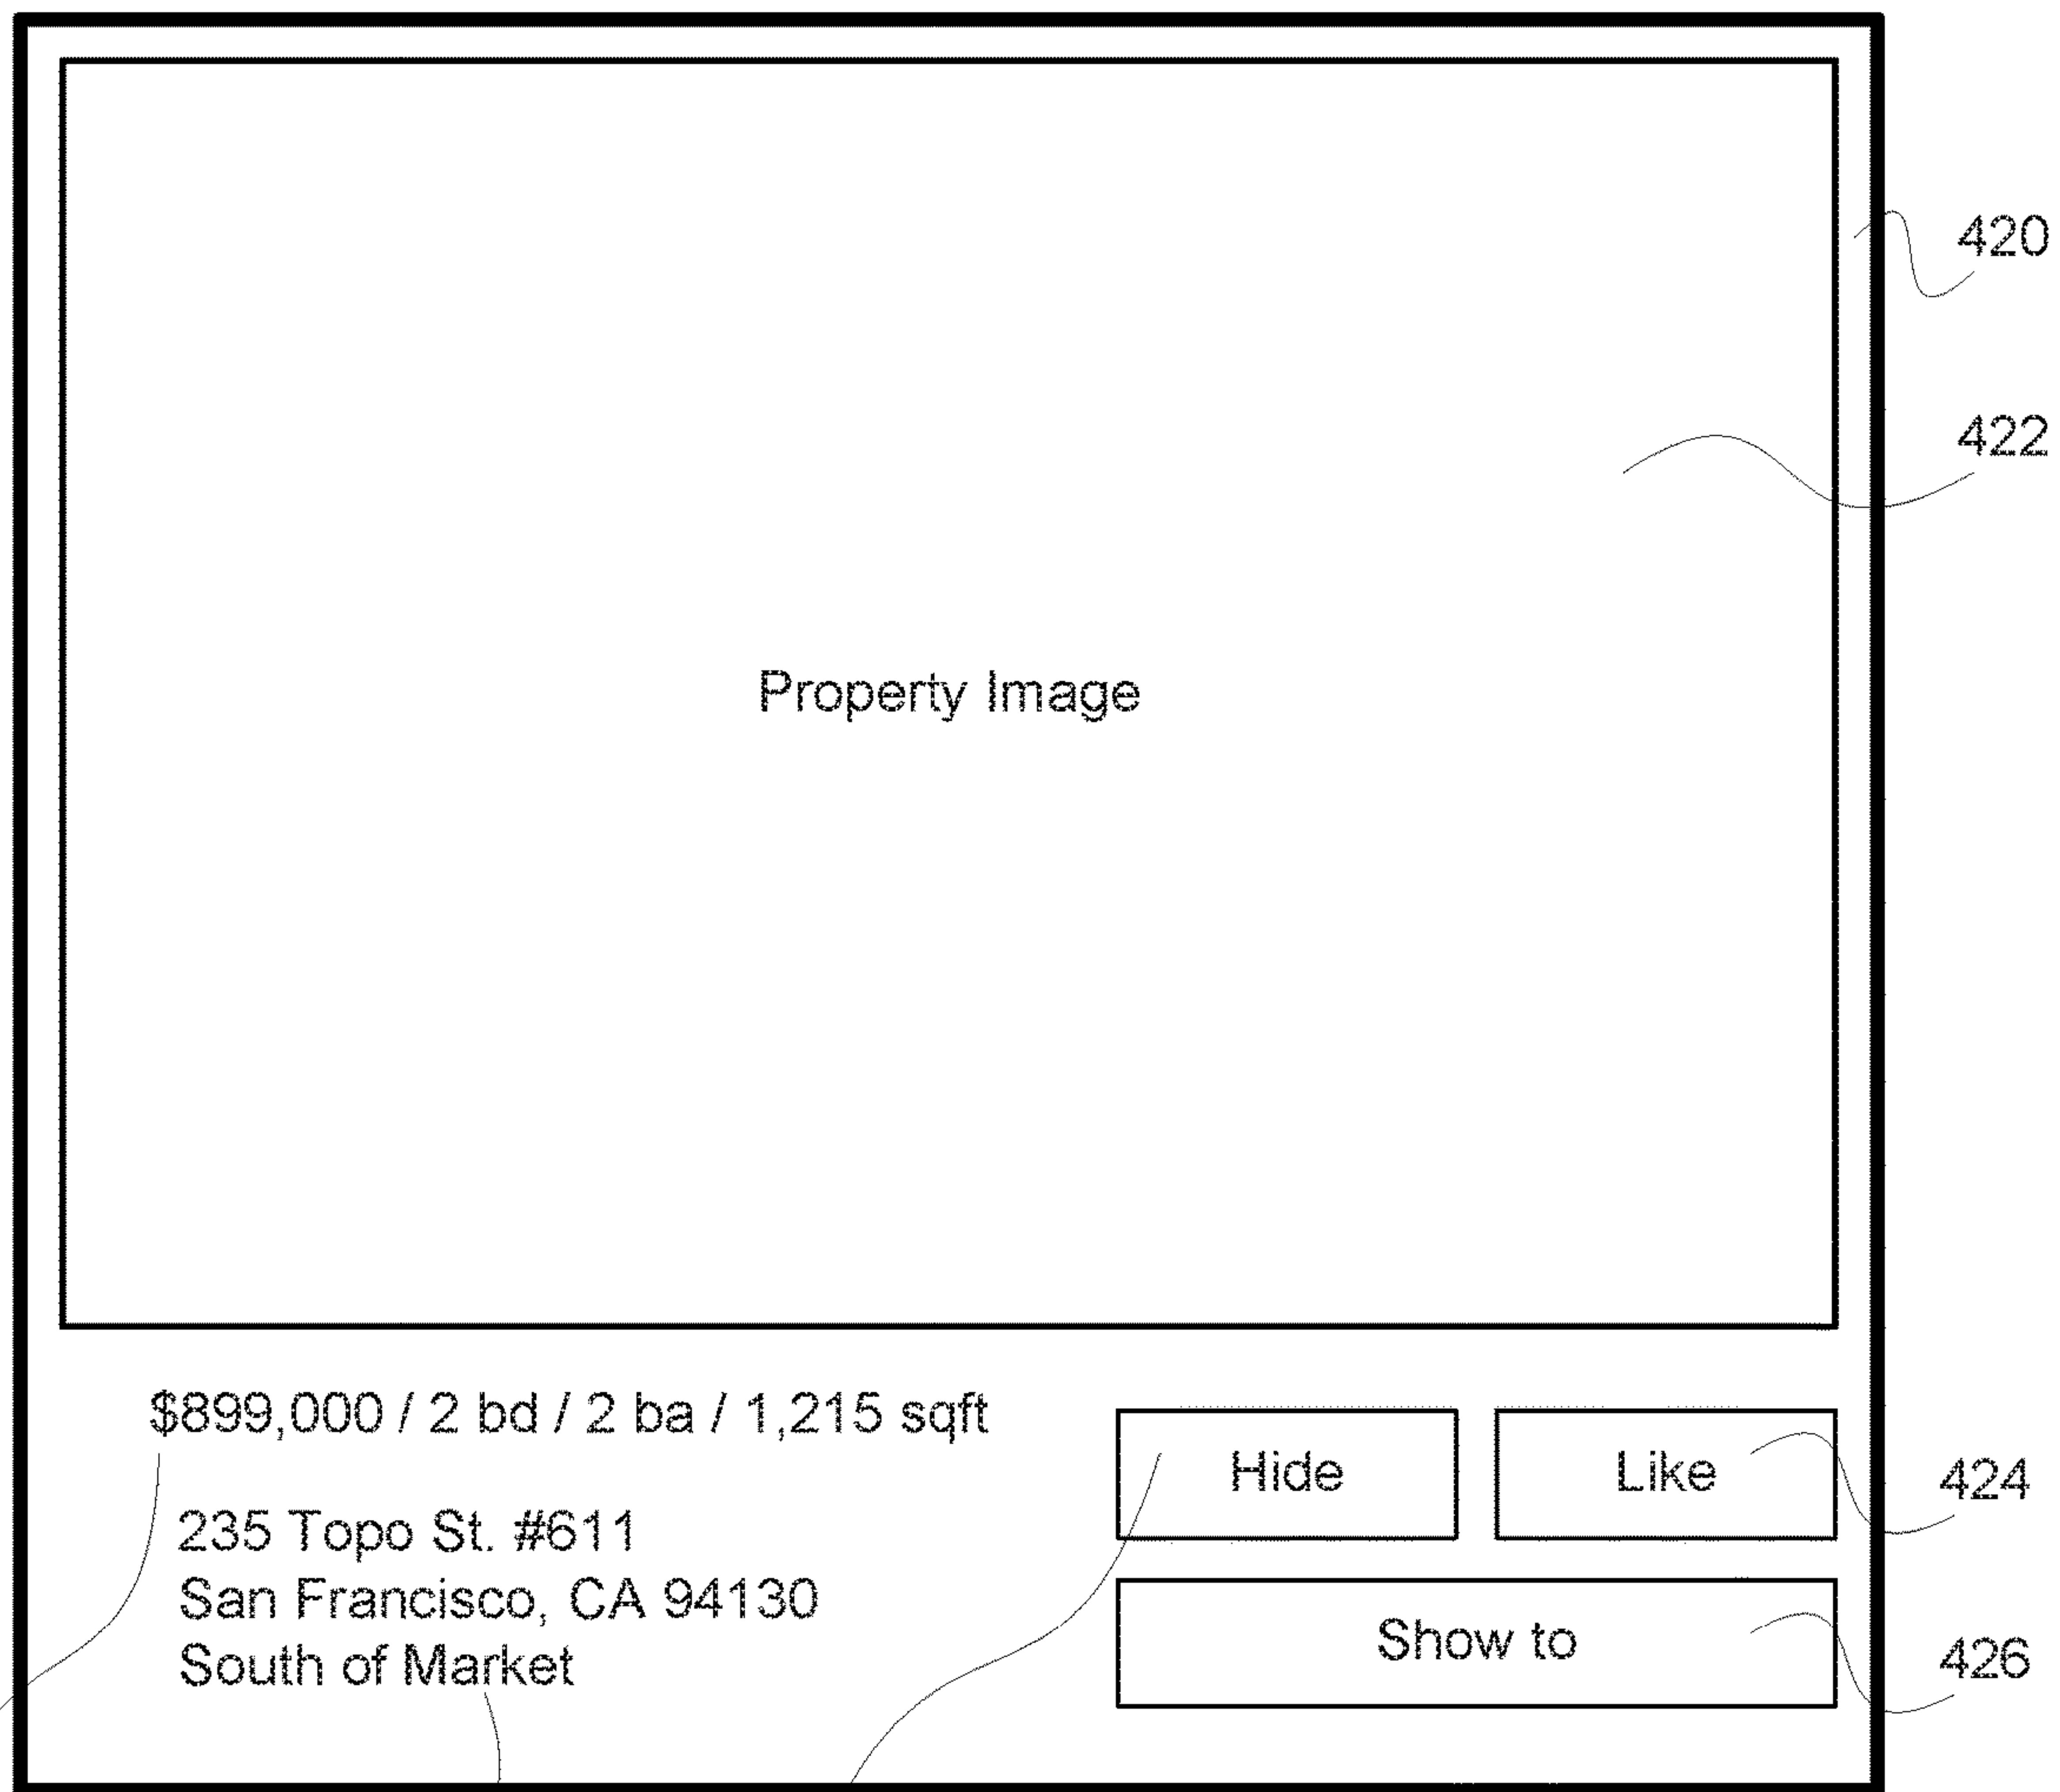 420
422
Property Image
$899,000 / 2 bd / 2 ba / 1,215 sqft
Hide
Like
424
235 Topo St. #611
San Francisco, CA 94130
South of Market
Show to
426